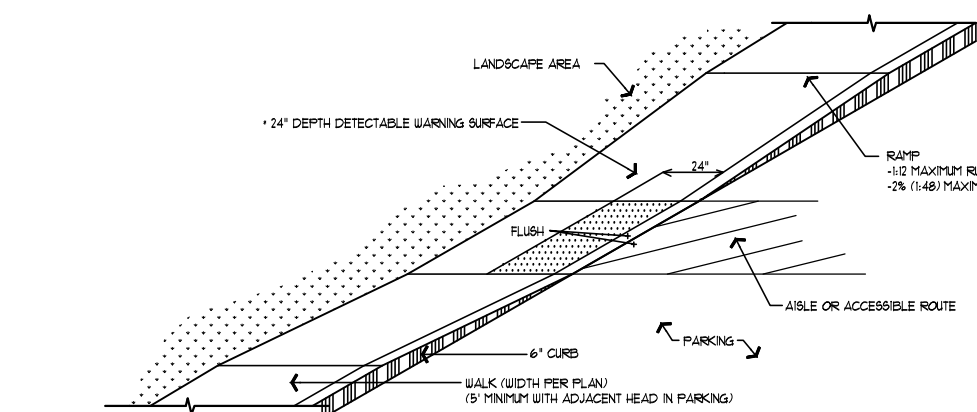 LANDSCAPE AREA
* 24" DEPTH DETECTABLE WARNING SURFACE
24"
RAMP
-1:12 MAXIMUM
-2% (1:48)
FLUSH
AISLE OR ACCESSIBLE ROUTE
PARKING
6" CURB
WALK (WIDTH PER PLAN)
(5' MINIMUM WITH ADJACENT HEAD IN PARKING)